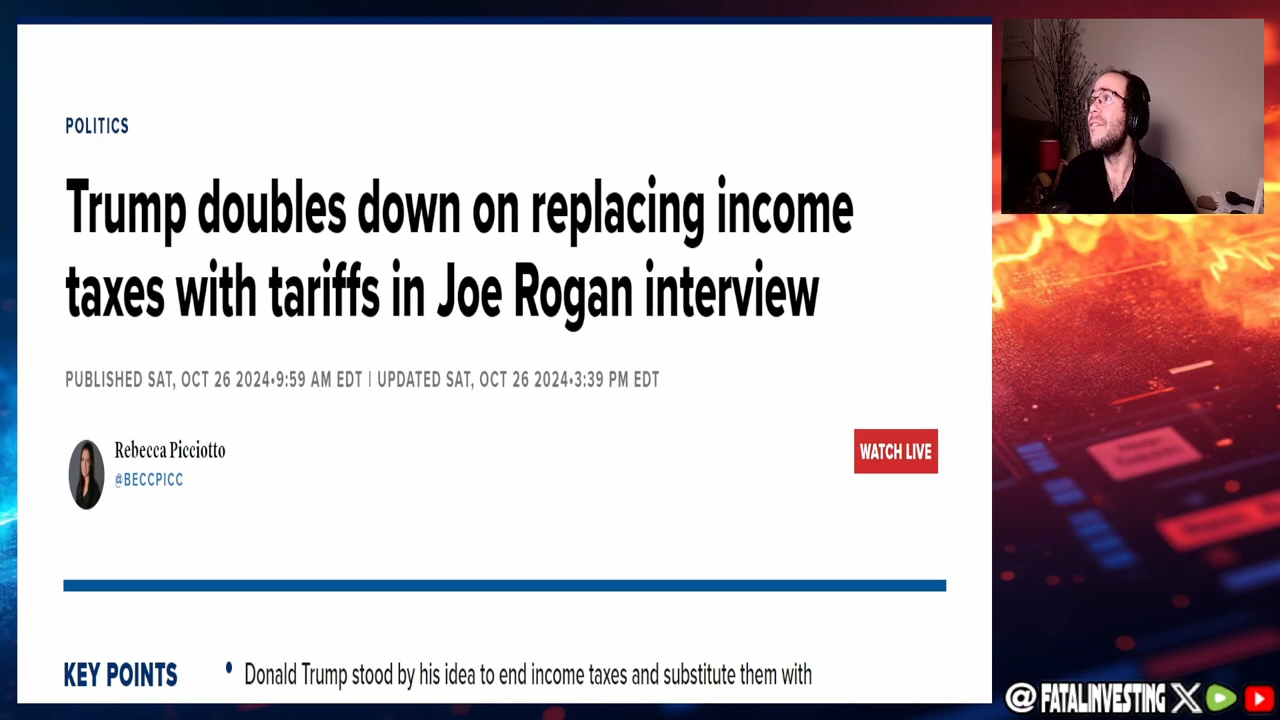 POLITICS
Trump doubles down on replacing income
taxes with tariffs in Joe Rogan interview
PUBLISHED SAT, OCT 26 2024•9:59 AM EDT | UPDATED SAT, OCT 26 2024•3:39 PM EDT
Rebecca Picciotto
@BECCPICC
WATCH LIVE
KEY POINTS
• Donald Trump stood by his idea to end income taxes and substitute them with
@FATALINVESTING